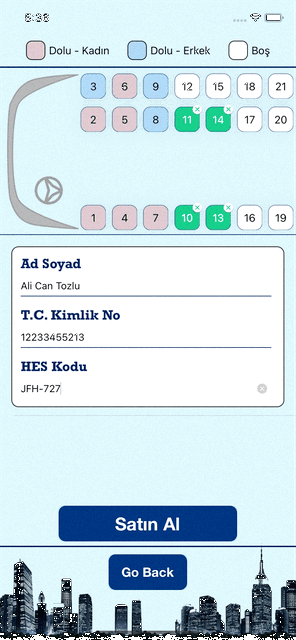 8:38
Dolu - Kadın Dolu - Erkek Boş
3 6 9 12 15 18 21
2 5 8 11 14 17 20
1 4 7 10 13 16 19
Ad Soyad
Ali Can Tozlu
T.C. Kimlik No
12233455213
HES Kodu
JFH-727
Satın Al
Go Back